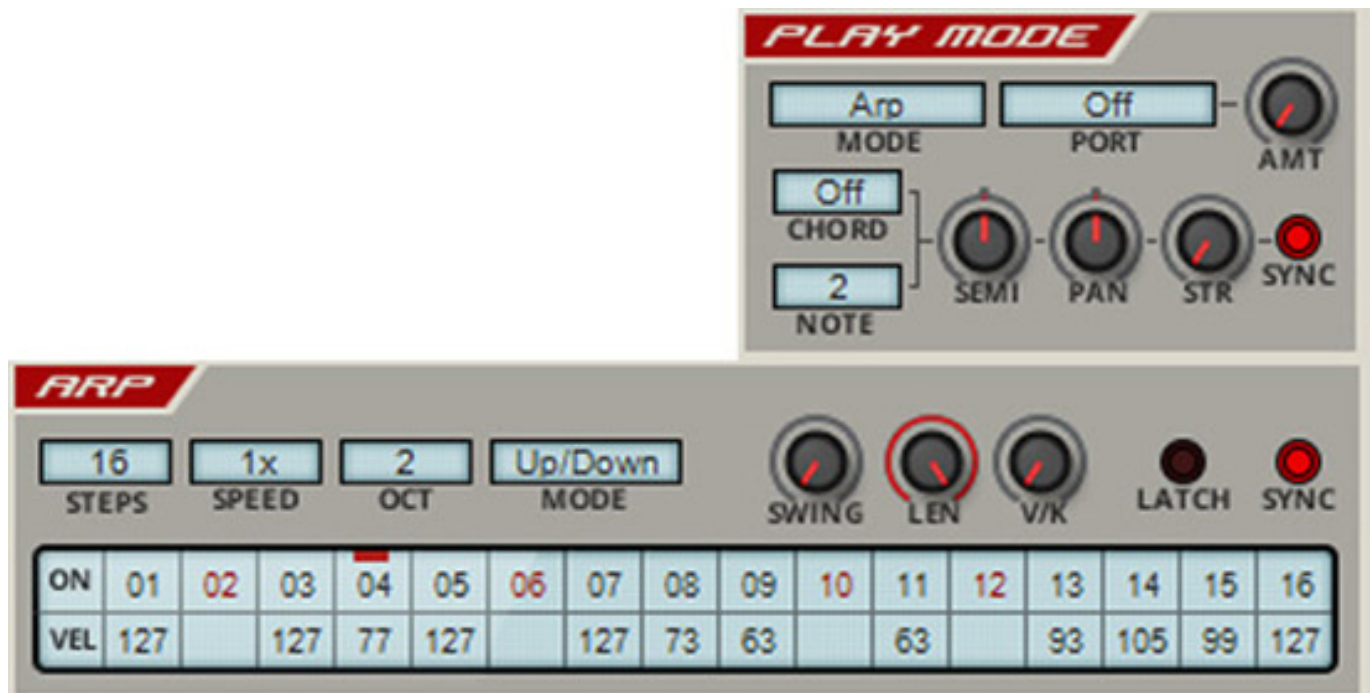 PLAY MODE
Arp Off
MODE PORT AMT
Off
CHORD
SEMI PAN STR SYNC
2
NOTE
ARP
16 1x 2 Up/Down
STEPS SPEED OCT MODE SWING LEN V/K LATCH SYNC
ON 01 02 03 04 05 06 07 08 09 10 11 12 13 14 15 16
VEL 127 127 77 127 127 73 63 63 93 105 99 127